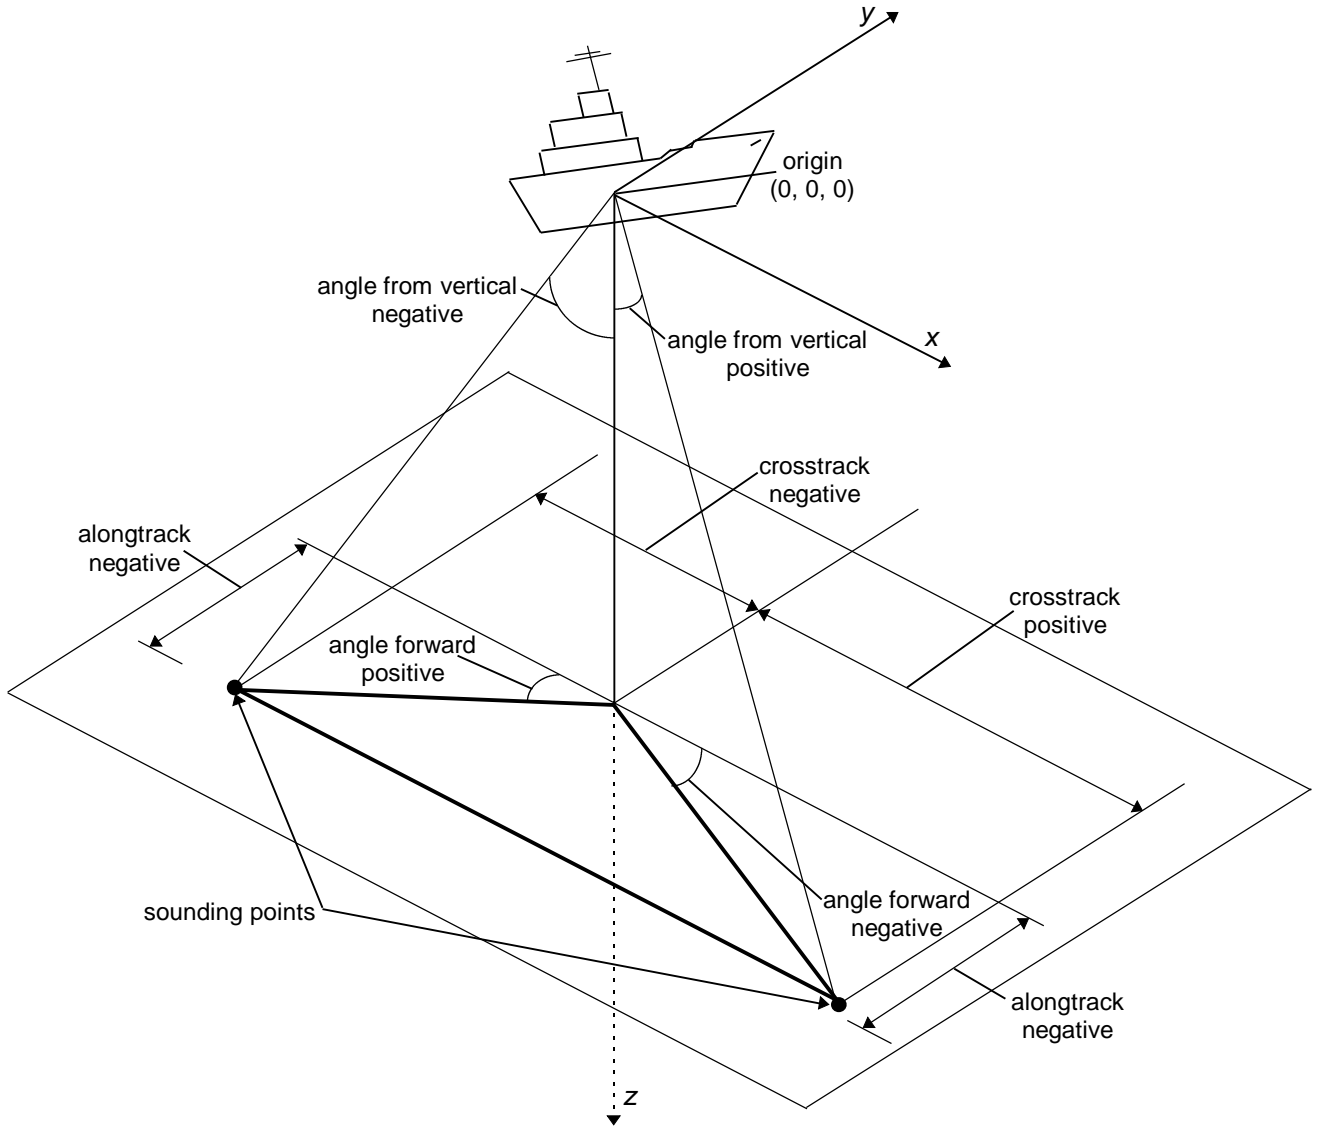 y
origin
(0, 0, 0)
angle from vertical
negative
x
angle from vertical
positive
crosstrack
negative
alongtrack
negative
crosstrack
positive
angle forward
positive
angle forward
negative
sounding points
alongtrack
negative
z